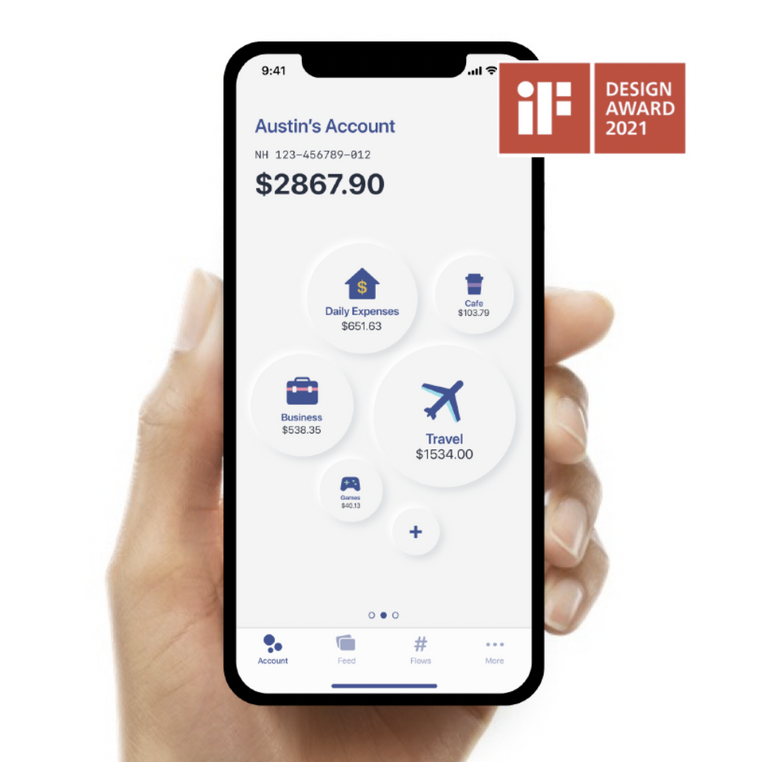 9:41
iF
DESIGN
AWARD
2021
Austin's Account
NH 123-456789-012
$2867.90
$
Daily Expenses
$651.63
Cafe
$103.79
Business
$538.35
Travel
$1534.00
Games
$40.13
+
Account
Feed
#
Flows
More